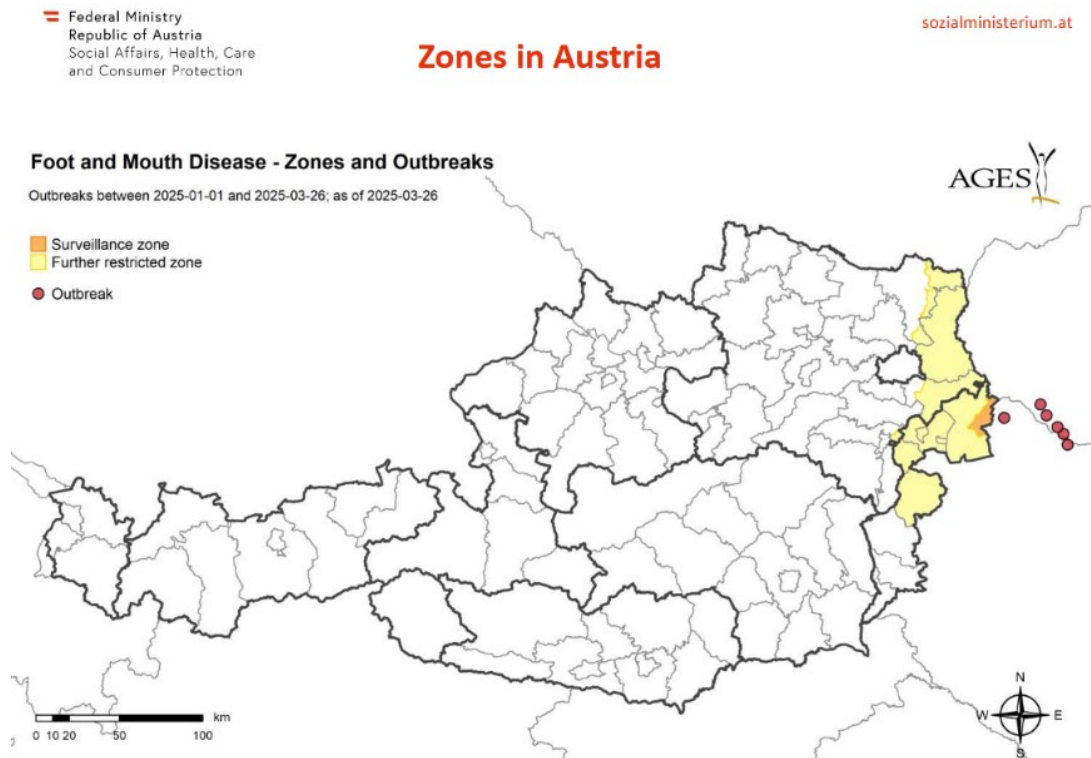 Federal Ministry
Republic of Austria
Social Affairs, Health, Care
and Consumer Protection
sozialministerium.at
Zones in Austria
Foot and Mouth Disease - Zones and Outbreaks
Outbreaks between 2025-01-01 and 2025-03-26; as of 2025-03-26
AGES
Surveillance zone
Further restricted zone
Outbreak
km
0 10 20 50 100
N
W E
S